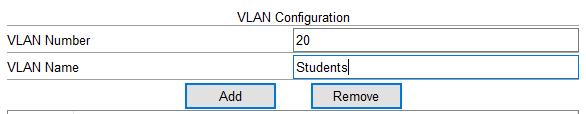 VLAN Configuration
VLAN Number 20
VLAN Name Students
Add Remove